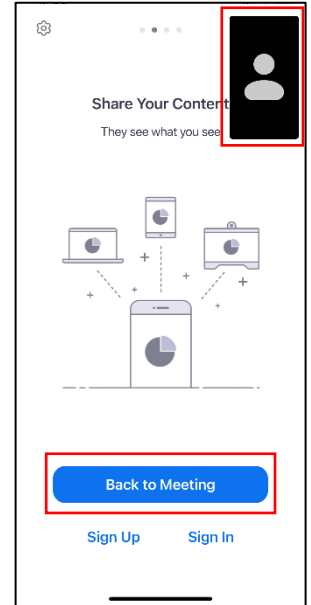 Share Your Content
They see what you see
Back to Meeting
Sign Up
Sign In